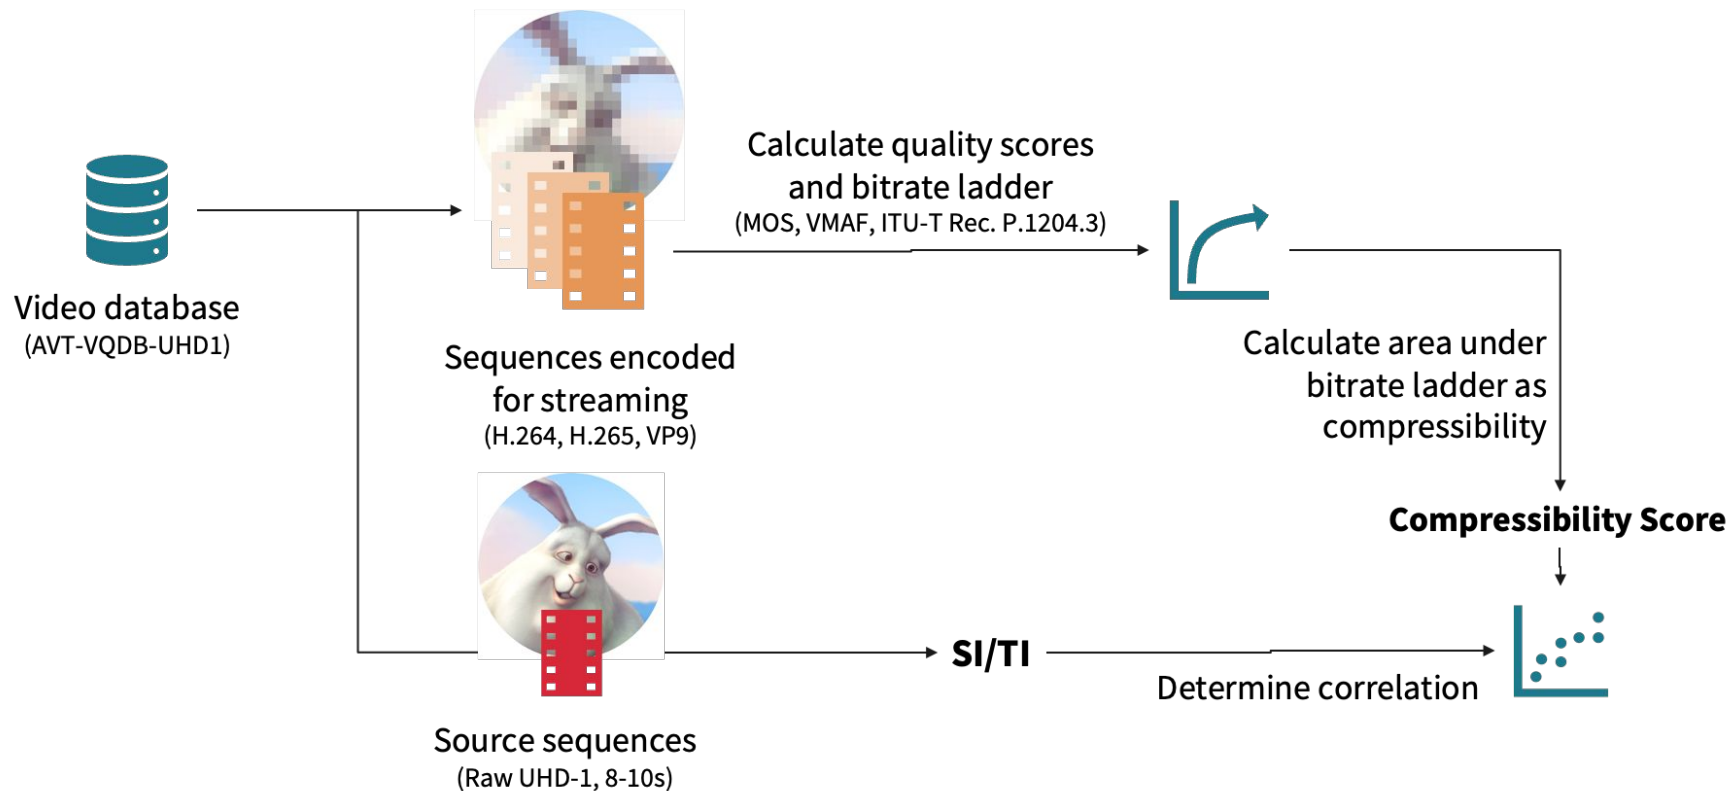 Video database
(AVT-VQDB-UHD1)
Sequences encoded
for streaming
(H.264, H.265, VP9)
Calculate quality scores
and bitrate ladder
(MOS, VMAF, ITU-T Rec. P.1204.3)
Calculate area under
bitrate ladder as
compressibility
Compressibility Score
Source sequences
(Raw UHD-1, 8-10s)
SI/TI
Determine correlation